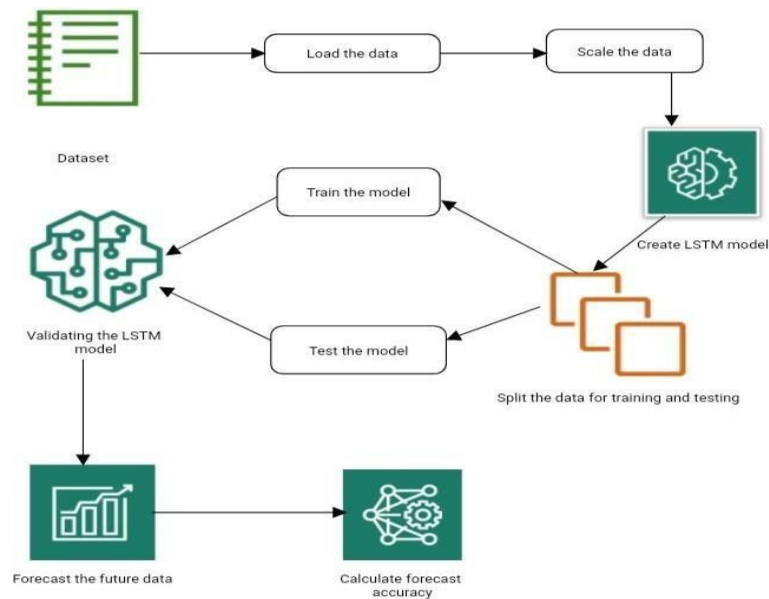 Load the data
Scale the data
Dataset
Train the model
Create LSTM model
Validating the LSTM
model
Test the model
Split the data for training and testing
Forecast the future data
Calculate forecast
accuracy